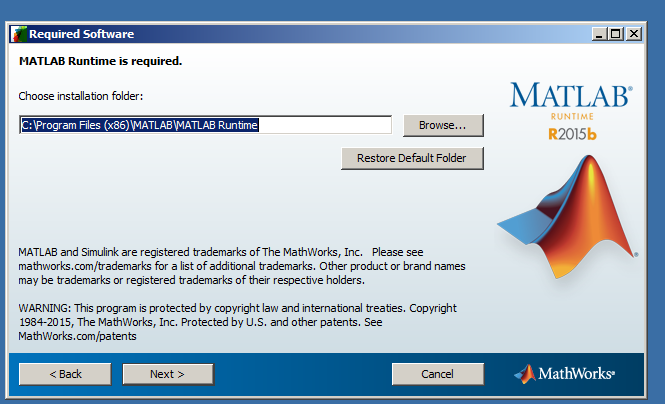 Required Software
MATLAB Runtime is required.
Choose installation folder:
C:\Program Files (x86)\MATLAB\MATLAB Runtime
Browse...
Restore Default Folder
MATLAB®
RUNTIME
R2015b
MATLAB and Simulink are registered trademarks of The MathWorks, Inc.   Please see
mathworks.com/trademarks for a list of additional trademarks. Other product or brand names
may be trademarks or registered trademarks of their respective holders.
WARNING: This program is protected by copyright law and international treaties. Copyright
1984-2015, The MathWorks, Inc. Protected by U.S. and other patents. See
MathWorks.com/patents
< Back
Next >
Cancel
MathWorks®